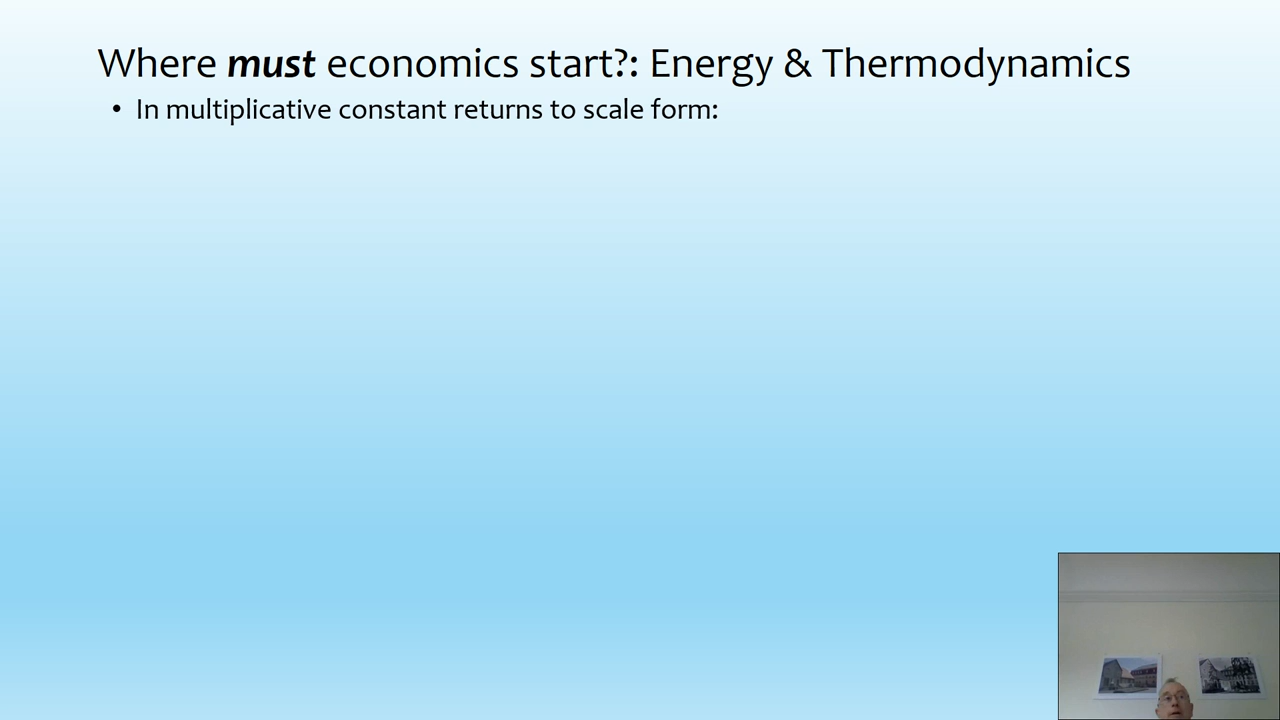 Where must economics start?: Energy & Thermodynamics
• In multiplicative constant returns to scale form: